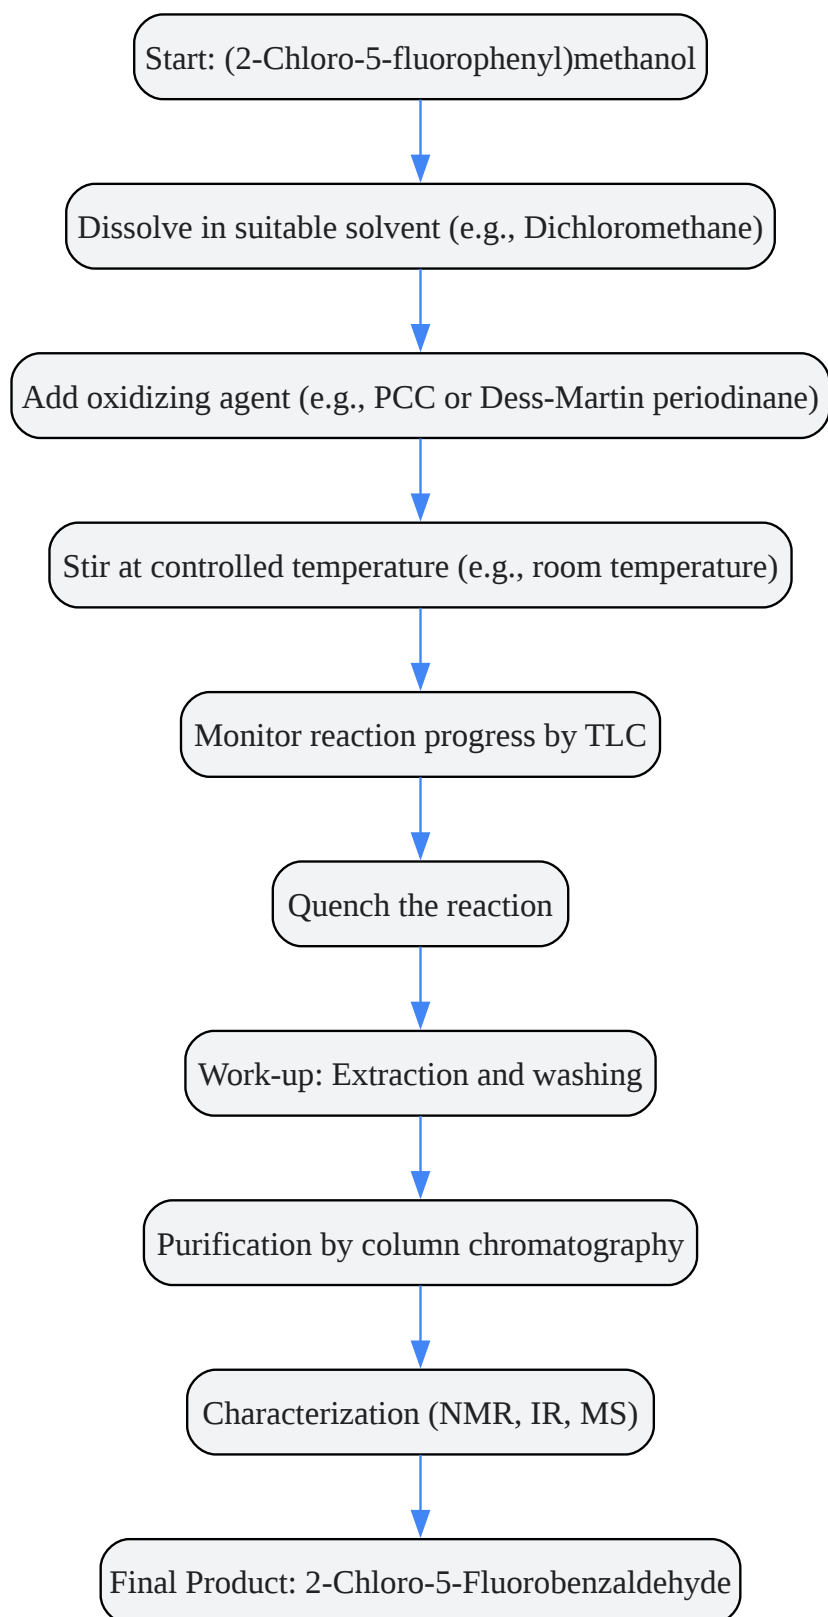 Start: (2-Chloro-5-fluorophenyl)methanol
Dissolve in suitable solvent (e.g., Dichloromethane)
Add oxidizing agent (e.g., PCC or Dess-Martin periodinane)
Stir at controlled temperature (e.g., room temperature)
Monitor reaction progress by TLC
Quench the reaction
Work-up: Extraction and washing
Purification by column chromatography
Characterization (NMR, IR, MS)
Final Product: 2-Chloro-5-Fluorobenzaldehyde